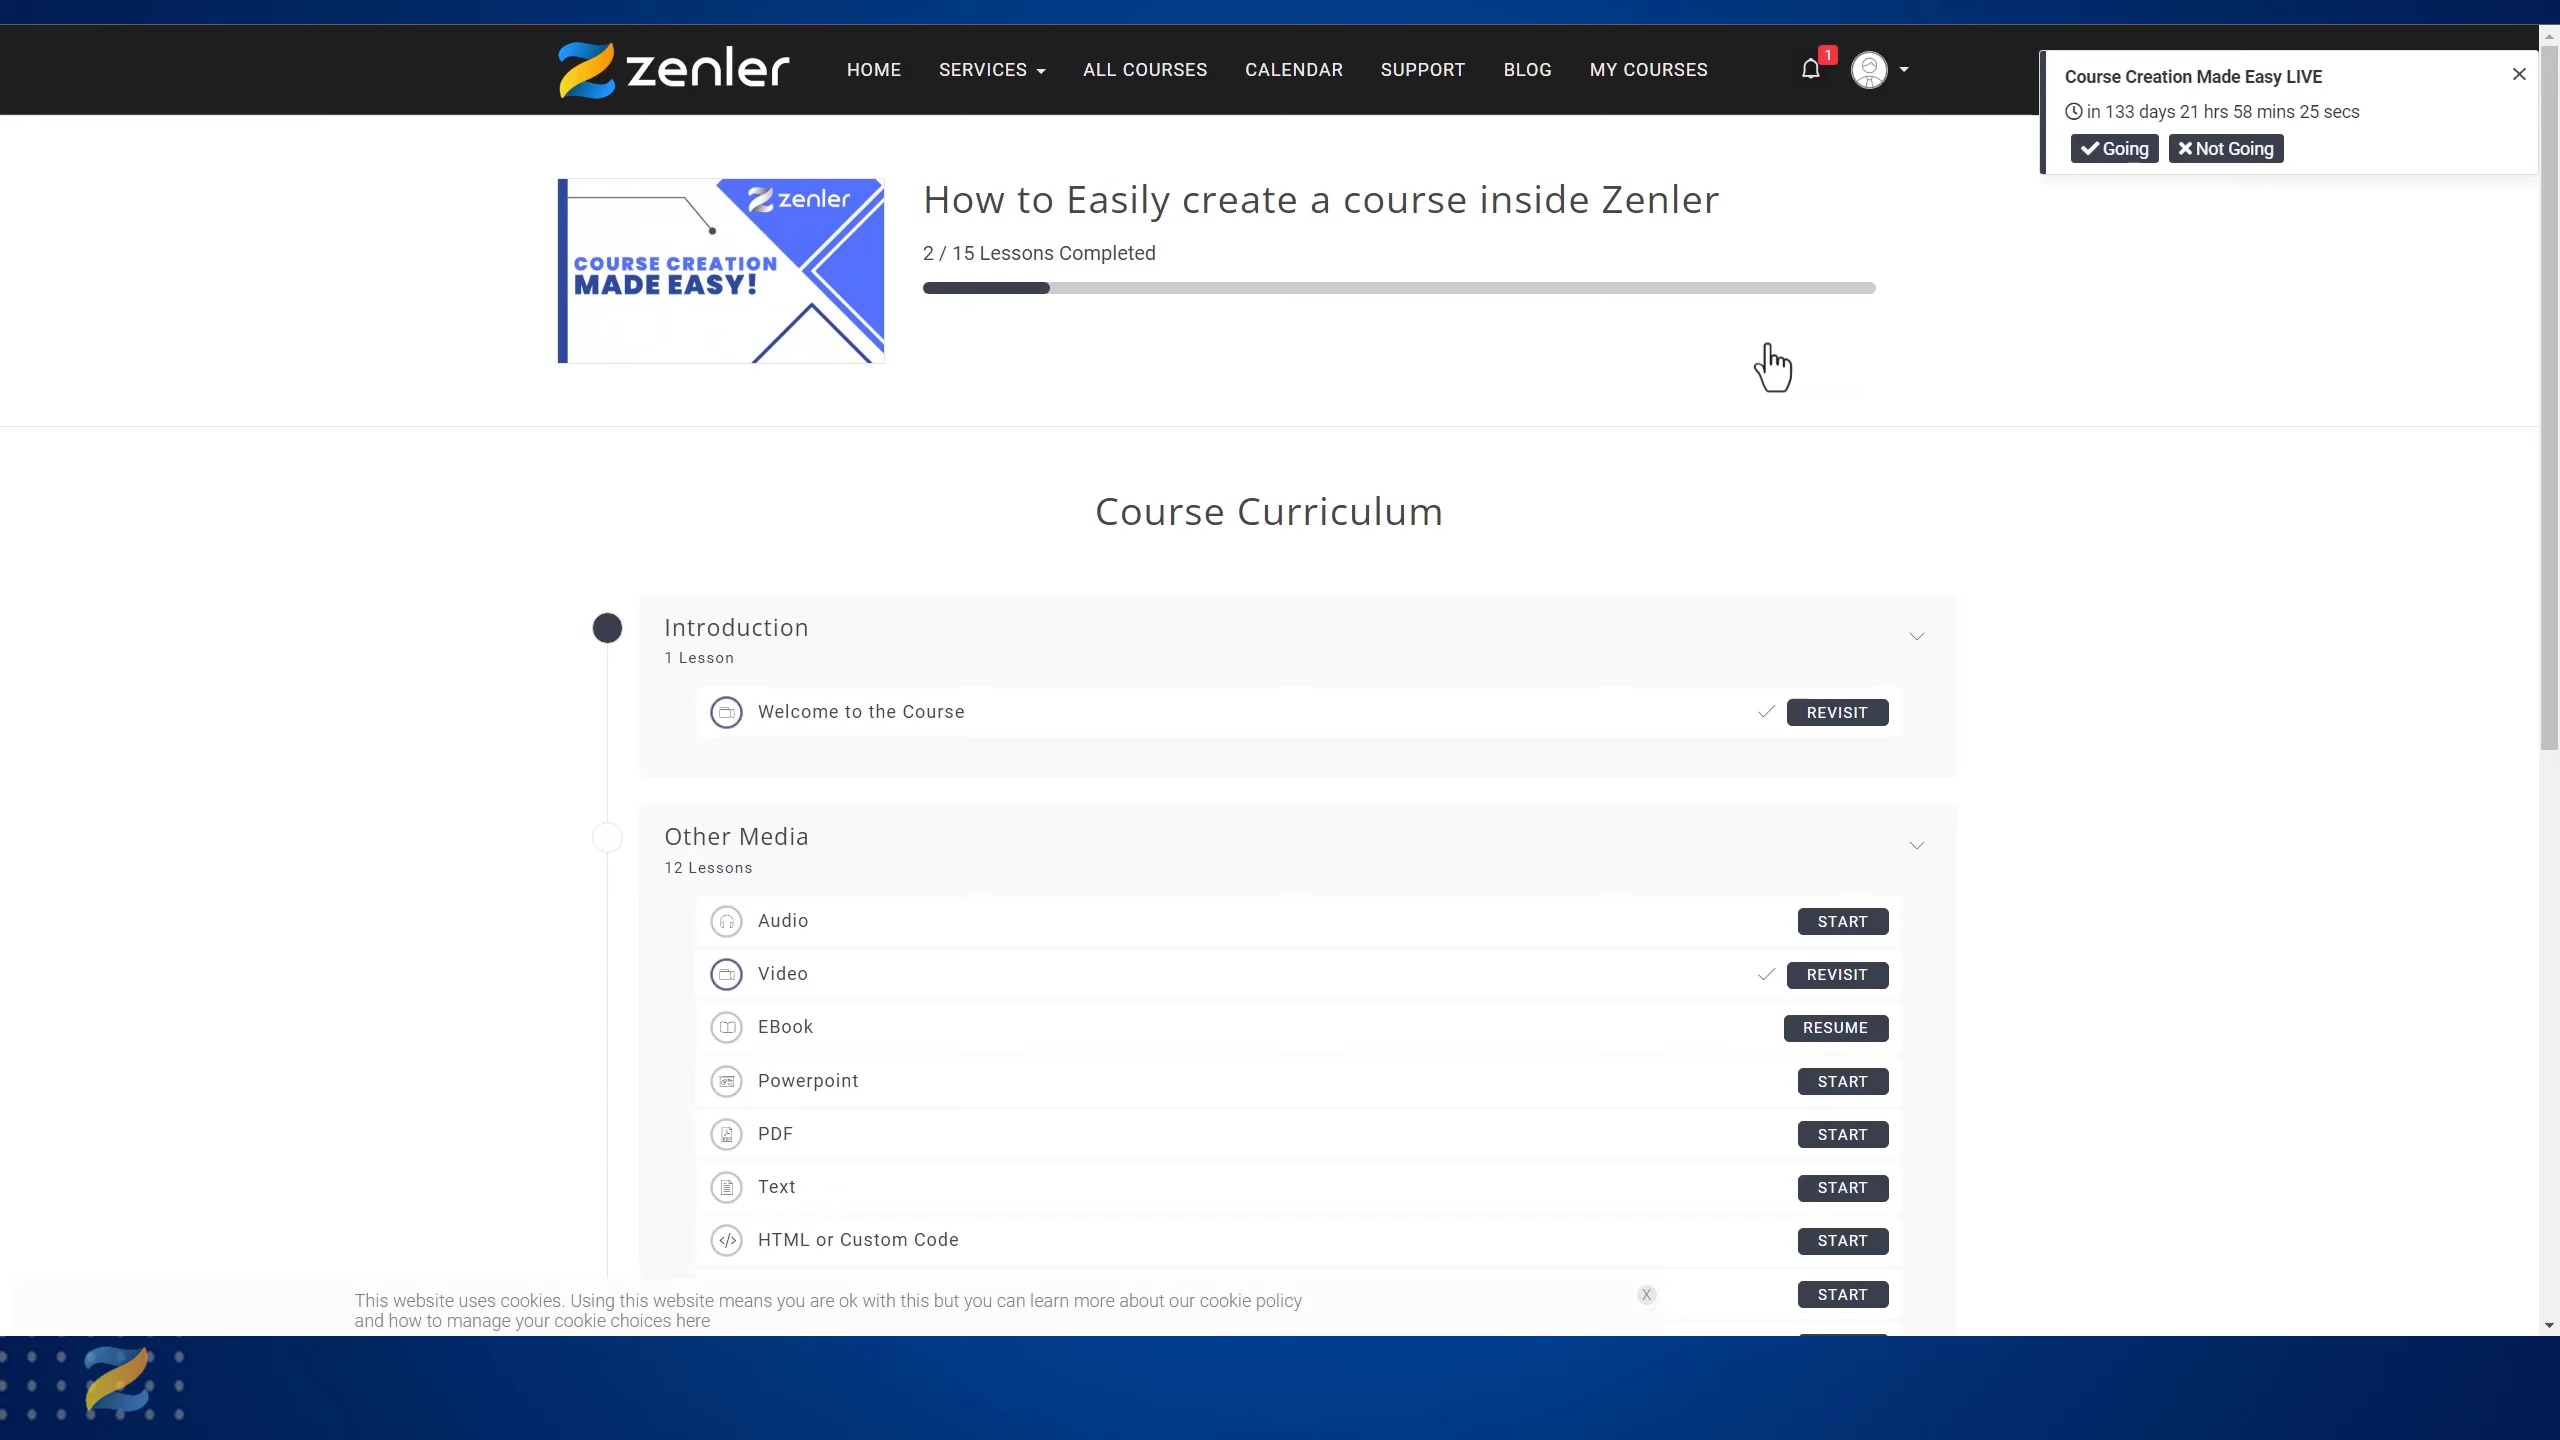 zenler
HOME
SERVICES
ALL COURSES
CALENDAR
SUPPORT
BLOG
MY COURSES
1
Course Creation Made Easy LIVE
in 133 days 21 hrs 58 mins 25 secs
Going
Not Going
zenler
COURSE CREATION
MADE EASY!
How to Easily create a course inside Zenler
2 / 15 Lessons Completed
Course Curriculum
Introduction
1 Lesson
Welcome to the Course
REVISIT
Other Media
12 Lessons
Audio
START
Video
REVISIT
EBook
RESUME
Powerpoint
START
PDF
START
Text
START
HTML or Custom Code
START
START
This website uses cookies. Using this website means you are ok with this but you can learn more about our cookie policy
and how to manage your cookie choices here
X